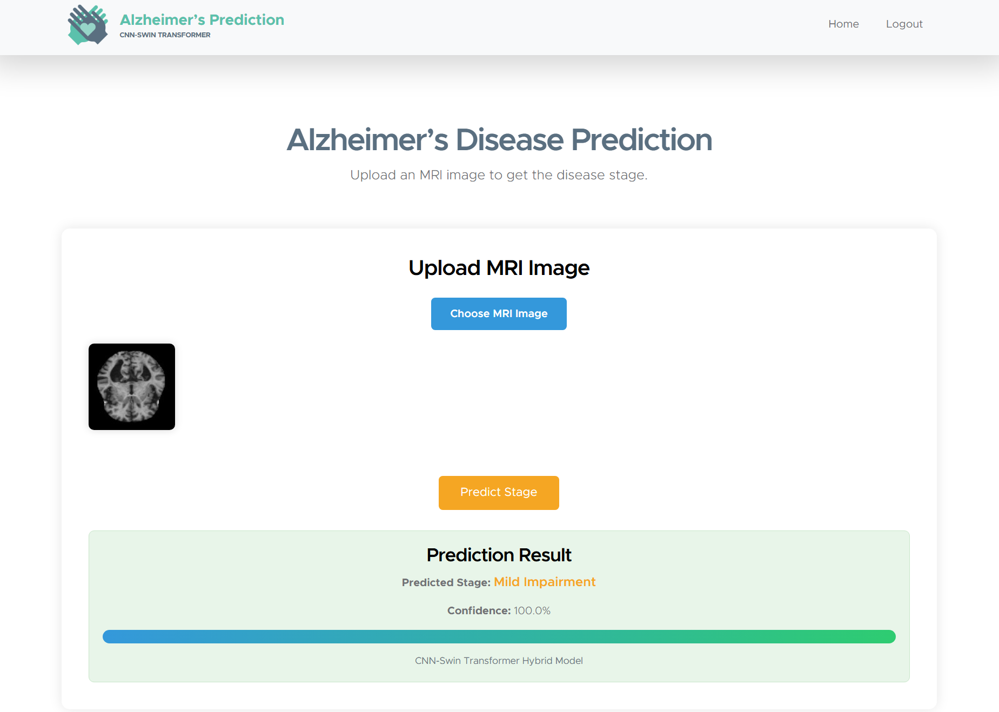 Alzheimer’s Prediction
CNN-SWIN TRANSFORMER
Home
Logout
Alzheimer’s Disease Prediction
Upload an MRI image to get the disease stage.
Upload MRI Image
Choose MRI Image
Predict Stage
Prediction Result
Predicted Stage: Mild Impairment
Confidence: 100.0%
CNN-Swin Transformer Hybrid Model